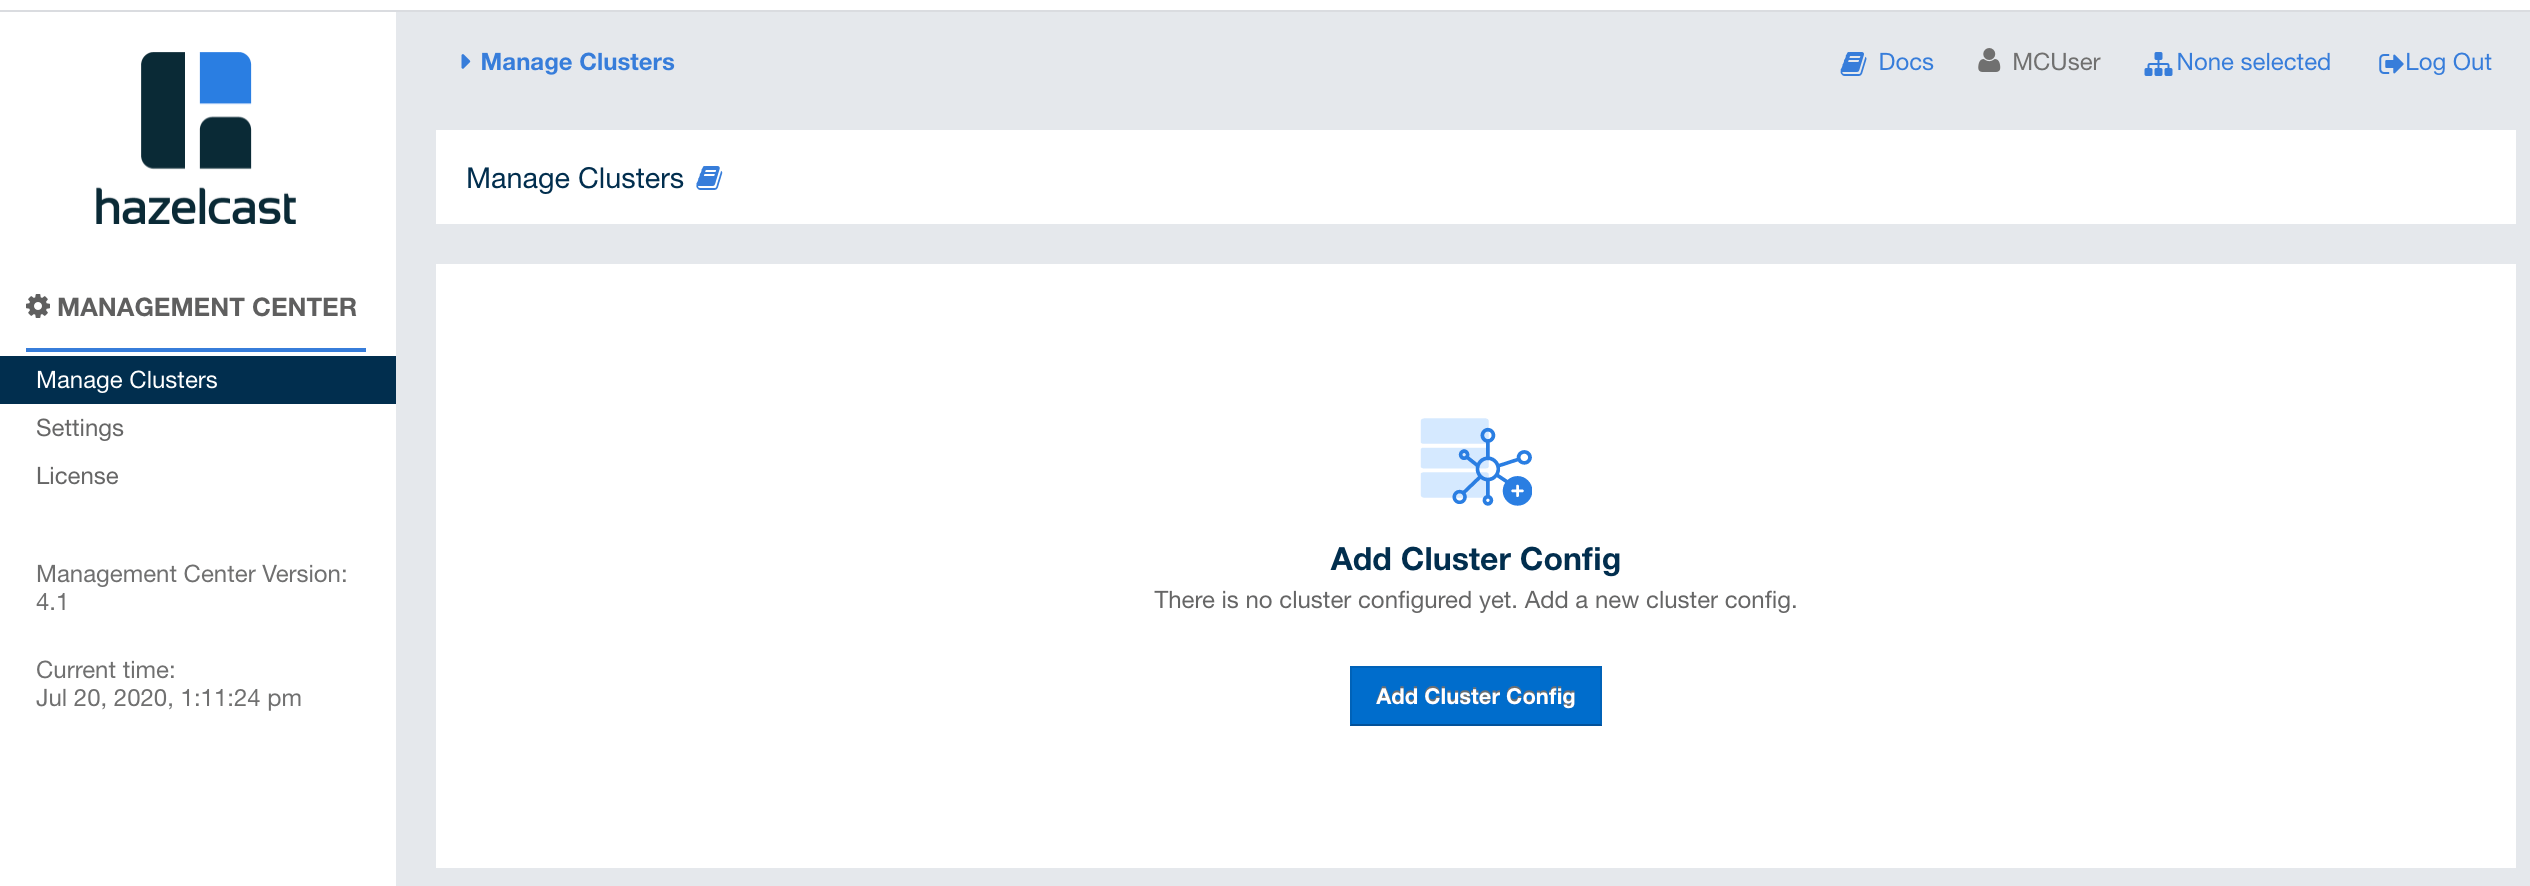 hazelcast
MANAGEMENT CENTER
Manage Clusters
Settings
License
Management Center Version:
4.1
Current time:
Jul 20, 2020, 1:11:24 pm
Manage Clusters
Docs
MCUser
None selected
Log Out
Manage Clusters
Add Cluster Config
There is no cluster configured yet. Add a new cluster config.
Add Cluster Config